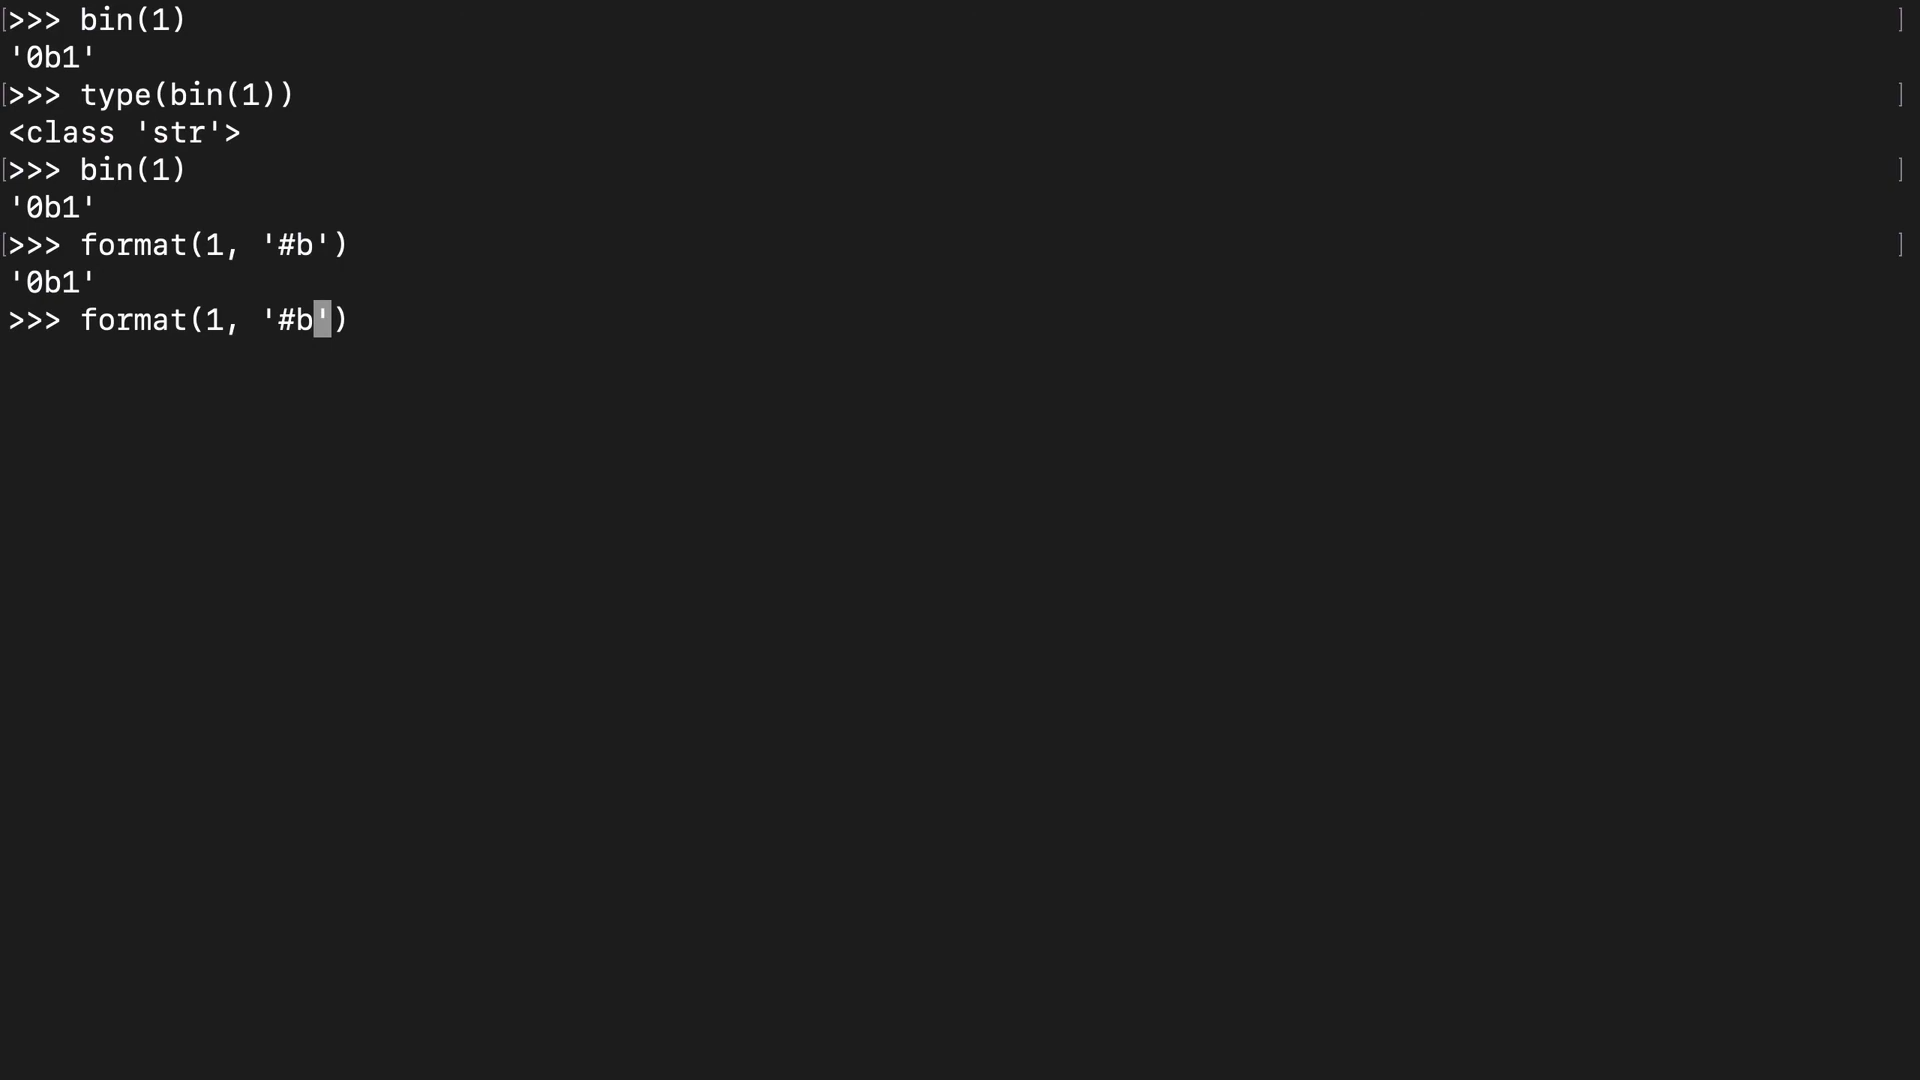 [>>> bin(1) ]
'0b1'
[>>> type(bin(1)) ]
<class 'str'>
[>>> bin(1) ]
'0b1'
[>>> format(1, '#b') ]
'0b1'
>>> format(1, '#b')